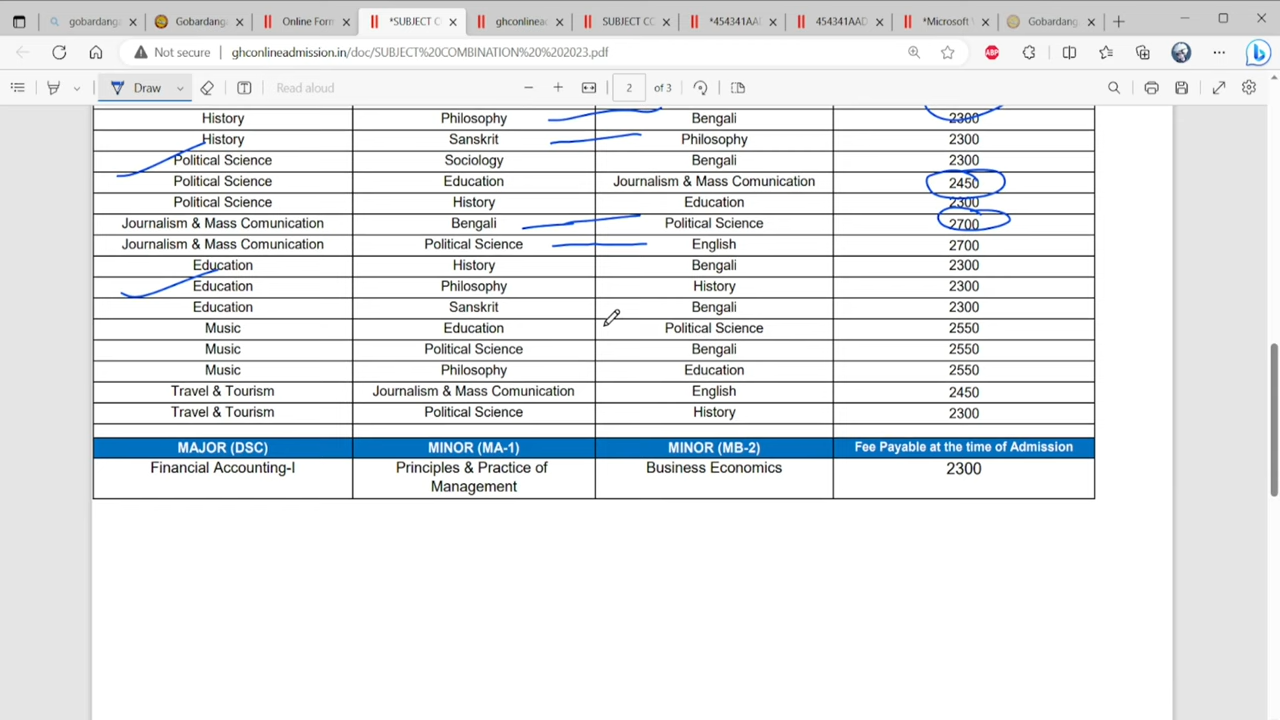 gobardang
Gobardang
Online Form
*SUBJECT C
ghconlinead
SUBJECT CO
*454341AA
454341AAD
*Microsoft
Gobardang
Not secure
ghconlineadmission.in/doc/SUBJECT%20COMBINATION%20%202023.pdf
Draw
Read aloud
2 of 3
History Philosophy Bengali 2300
History Sanskrit Philosophy 2300
Political Science Sociology Bengali 2300
Political Science Education Journalism & Mass Comunication 2450
Political Science History Education 2300
Journalism & Mass Comunication Bengali Political Science 2700
Journalism & Mass Comunication Political Science English 2700
Education History Bengali 2300
Education Philosophy History 2300
Education Sanskrit Bengali 2300
Music Education Political Science 2550
Music Political Science Bengali 2550
Music Philosophy Education 2550
Travel & Tourism Journalism & Mass Comunication English 2450
Travel & Tourism Political Science History 2300
MAJOR (DSC) MINOR (MA-1) MINOR (MB-2) Fee Payable at the time of Admission
Financial Accounting-I Principles & Practice of Business Economics 2300
Management